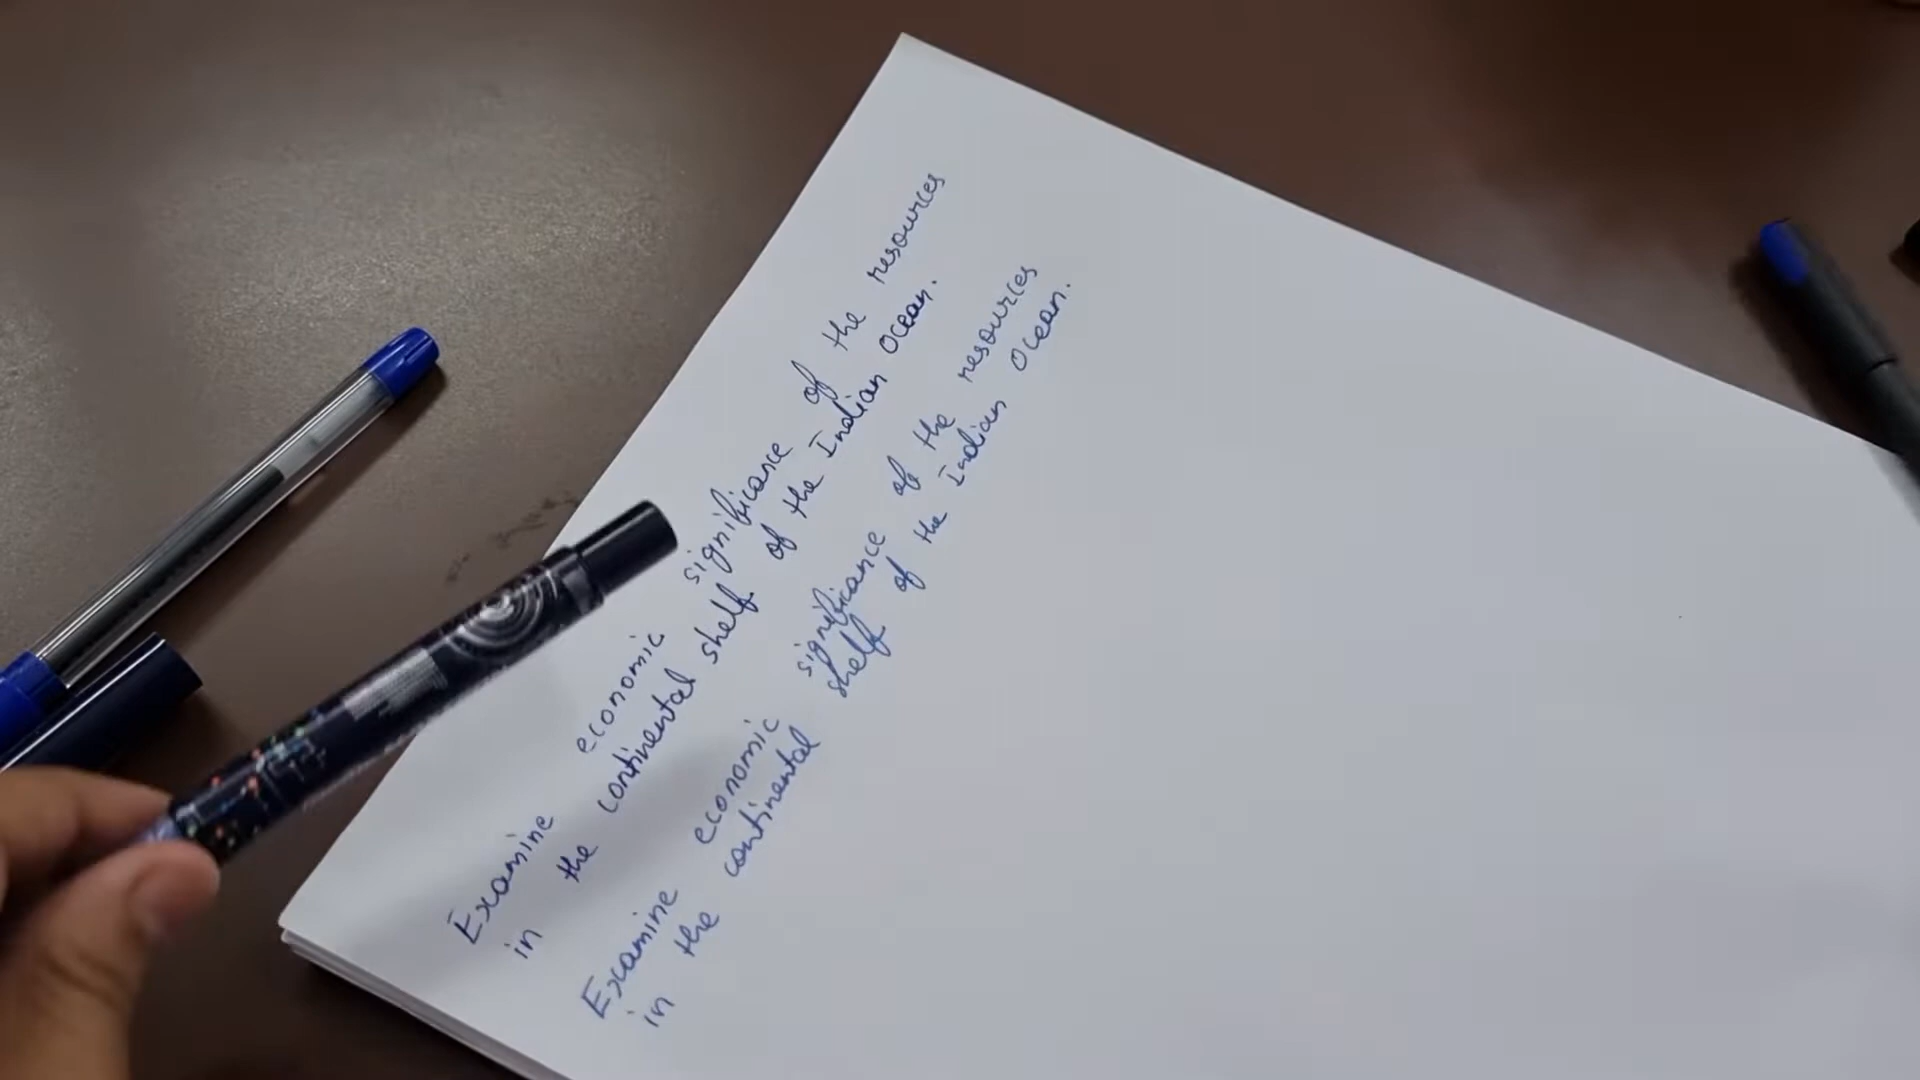 Examine economic significance of the resources
in the continental shelf of the Indian Ocean.
Examine economic significance of the resources
in the continental shelf of the Indian Ocean.